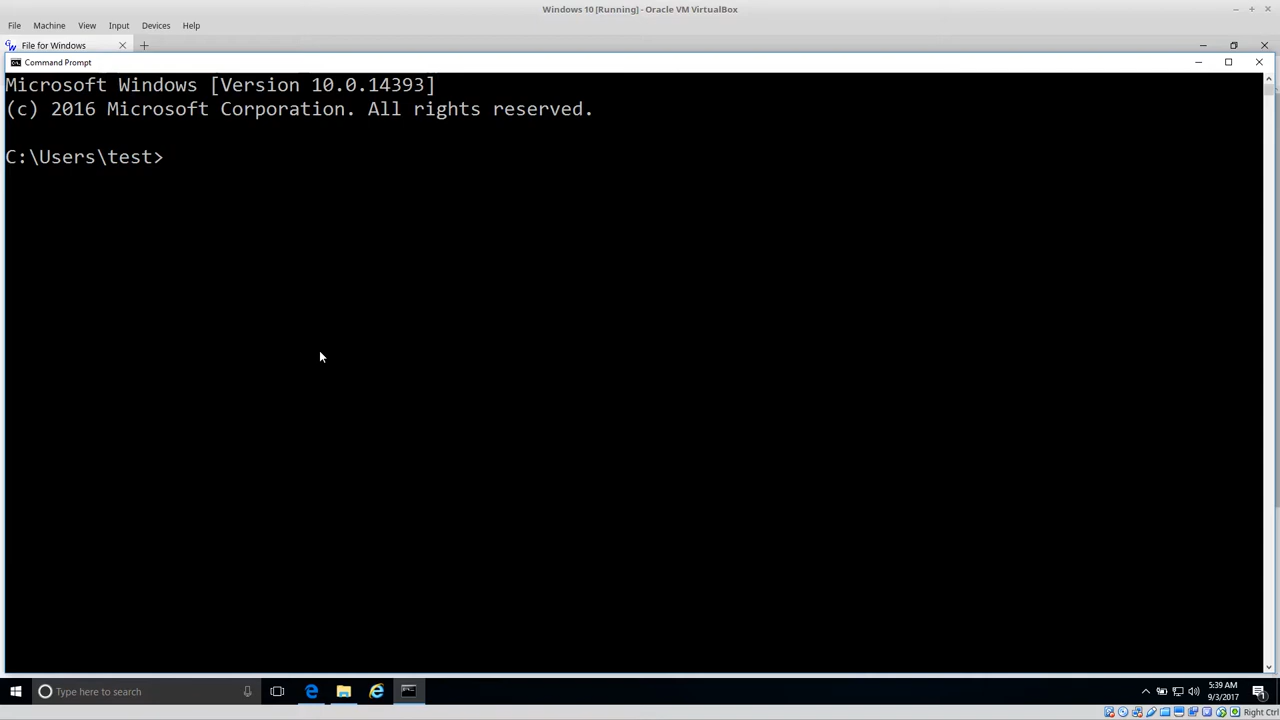 Windows 10 [Running] - Oracle VM VirtualBox
File Machine View Input Devices Help
File for Windows
Command Prompt
Microsoft Windows [Version 10.0.14393]
(c) 2016 Microsoft Corporation. All rights reserved.
C:\Users\test>
Type here to search
5:39 AM
9/3/2017
1
Right Ctrl